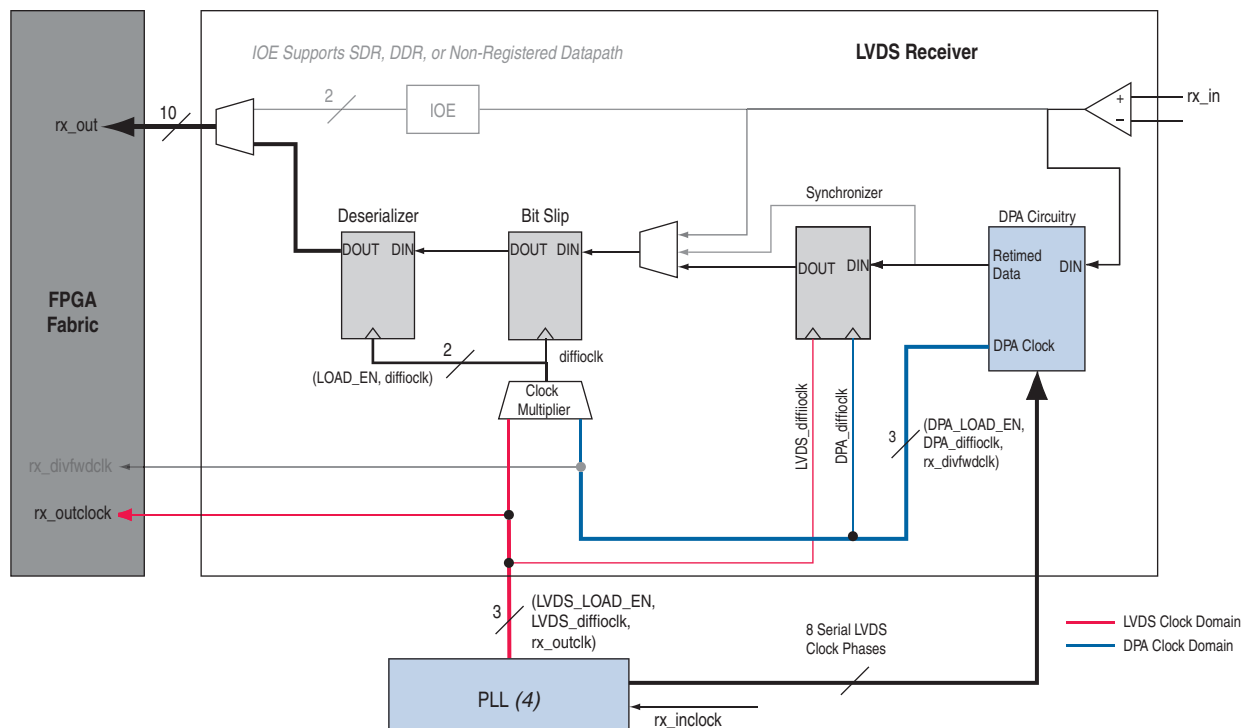 IOE Supports SDR, DDR, or Non-Registered Datapath
LVDS Receiver
2
IOE
+
–
rx_in
10
rx_out
Synchronizer
Deserializer
Bit Slip
DPA Circuitry
DOUT
DIN
DOUT
DIN
DOUT
DIN
Retimed
Data
DIN
DPA Clock
FPGA
Fabric
2
(LOAD_EN, diffioclk)
diffioclk
Clock
Multiplier
LVDS_diffiioclk
DPA_diffioclk
3
(DPA_LOAD_EN,
DPA_diffioclk,
rx_divfwdclk)
rx_divfwdclk
rx_outclock
3
(LVDS_LOAD_EN,
LVDS_diffioclk,
rx_outclk)
8 Serial LVDS
Clock Phases
LVDS Clock Domain
DPA Clock Domain
PLL (4)
rx_inclock